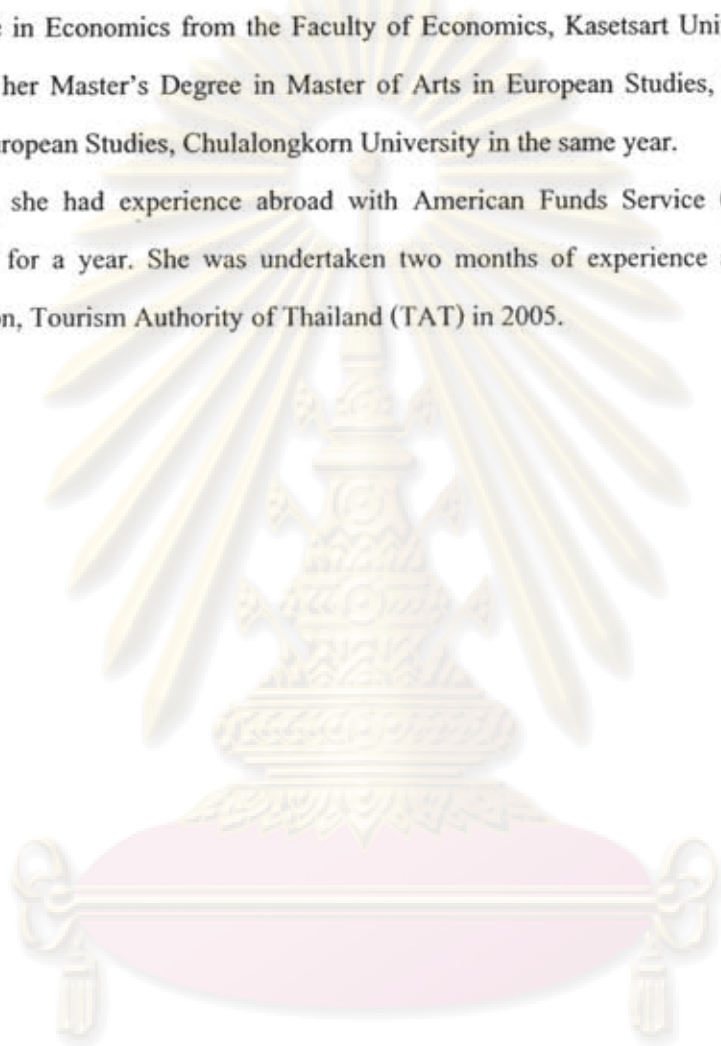 in Economics from the Faculty of Economics, Kasetsart
her Master's Degree in Master of Arts in European Studies,
European Studies, Chulalongkorn University in the same year.
she had experience abroad with American Funds Service
for a year. She was undertaken two months of experience
Tourism Authority of Thailand (TAT) in 2005.